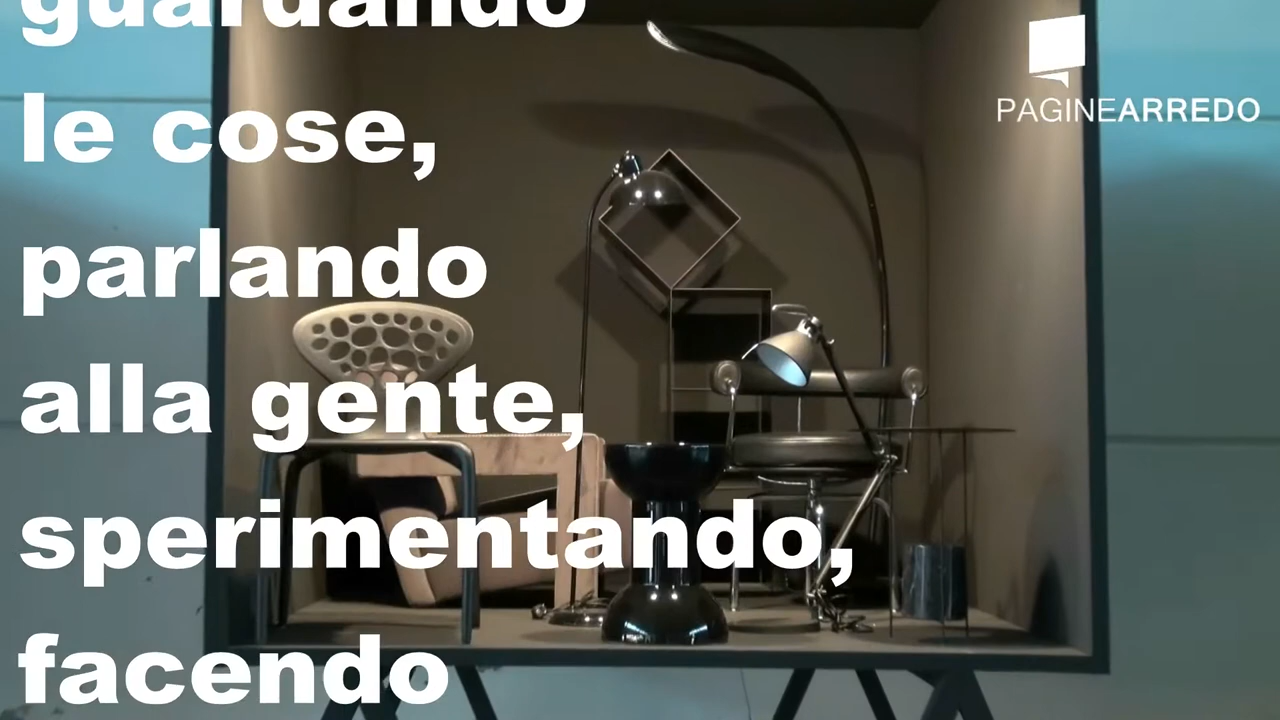 guardando
le cose,
parlando
alla gente,
sperimentando,
facendo
PAGINEARREDO